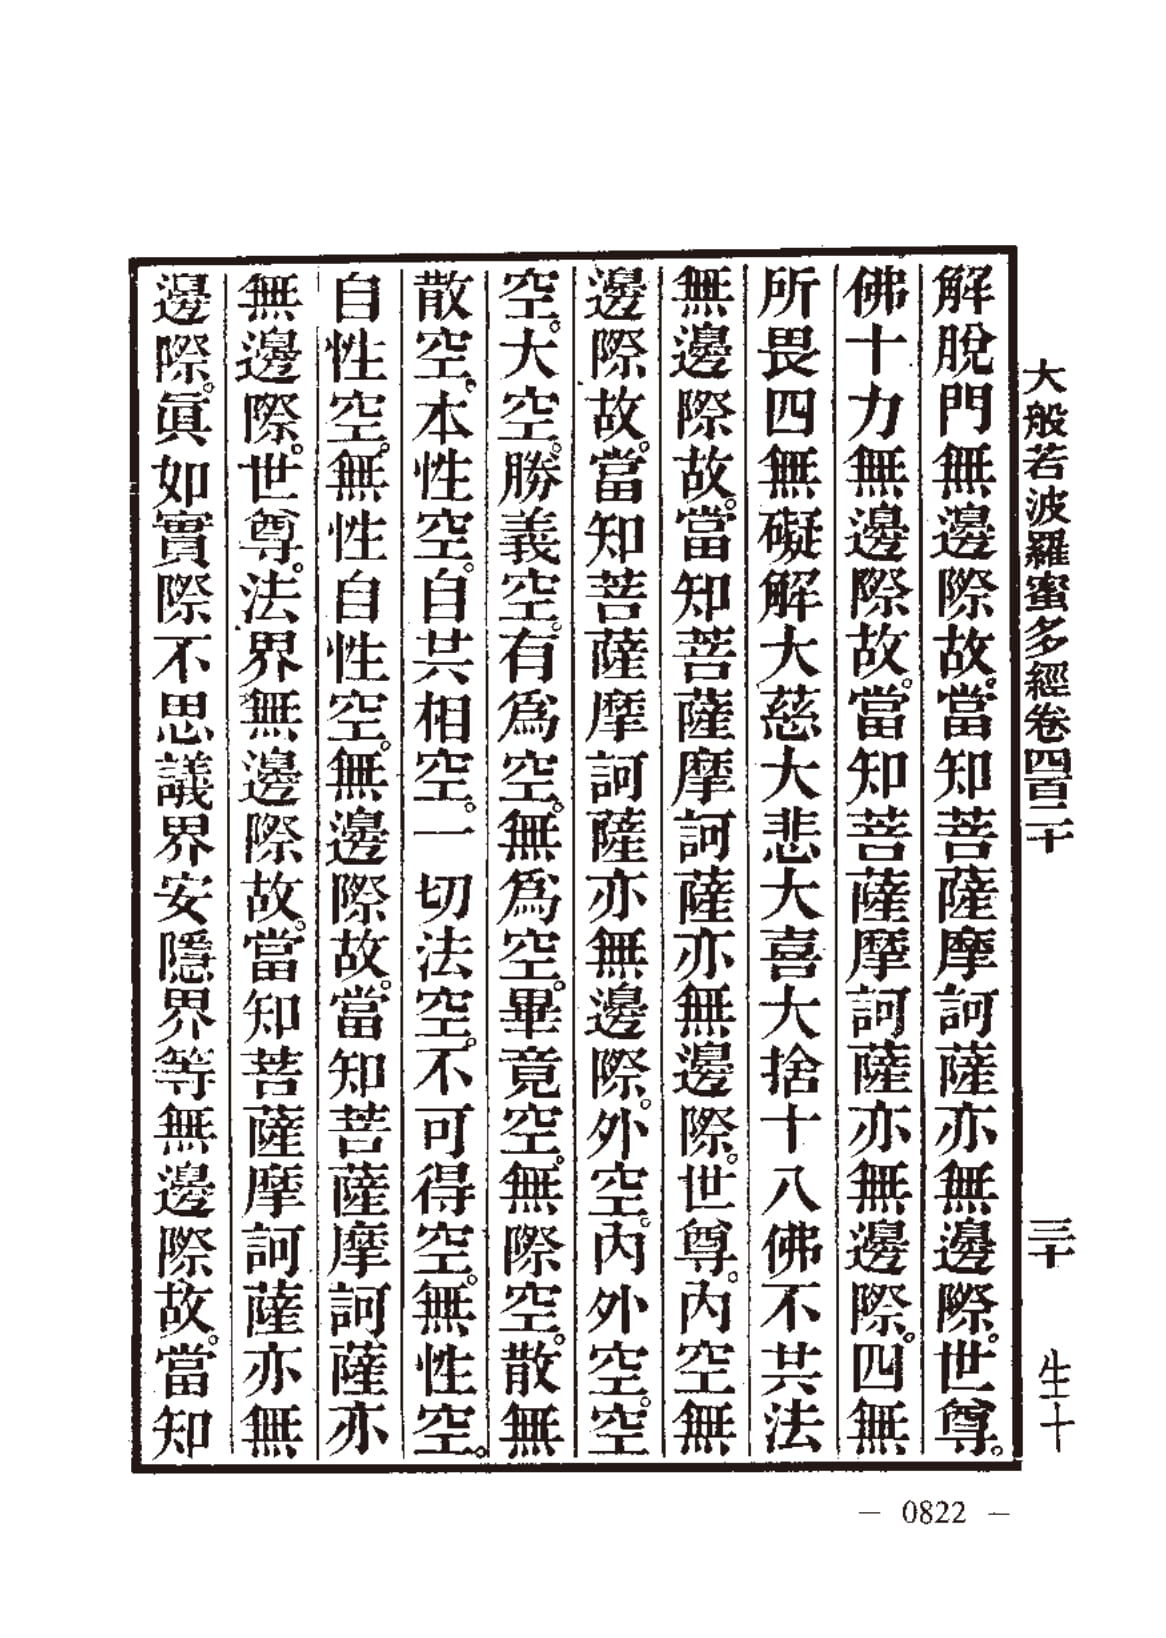 大般若波羅蜜多經卷四百二十 三十 生十
解脫門無邊際故。當知菩薩摩訶薩亦無邊際。世尊。
佛十力無邊際故。當知菩薩摩訶薩亦無邊際。四無
所畏四無礙解大慈大悲大喜大捨十八佛不共法
無邊際故。當知菩薩摩訶薩亦無邊際。世尊。內空無
邊際故。當知菩薩摩訶薩亦無邊際。外空。內外空。空
空。大空。勝義空。有爲空。無爲空。畢竟空。無際空。散無
散空。本性空。自共相空。一切法空。不可得空。無性空。
自性空。無性自性空。無邊際故。當知菩薩摩訶薩亦
無邊際。世尊。法界無邊際故。當知菩薩摩訶薩亦無
邊際。眞如實際不思議界安隱界等無邊際故。當知
— 0822 —